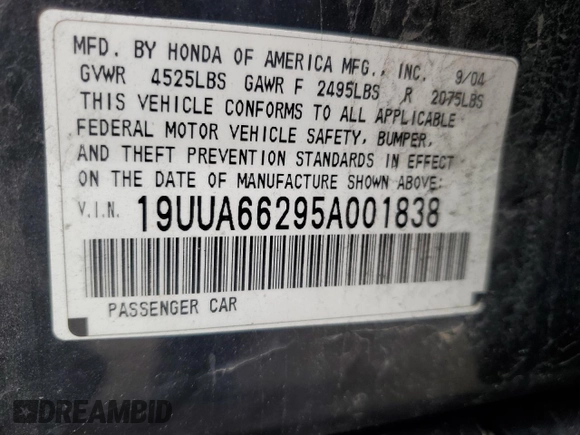 MFD. BY HONDA OF AMERICA MFG., INC. 9/04
GVWR 4525LBS GAWR F 2495LBS R 2075LBS
THIS VEHICLE CONFORMS TO ALL APPLICABLE
FEDERAL MOTOR VEHICLE SAFETY, BUMPER,
AND THEFT PREVENTION STANDARDS IN EFFECT
ON THE DATE OF MANUFACTURE SHOWN ABOVE:
V.I.N. 19UUA66295A001838
PASSENGER CAR
DREAMBID